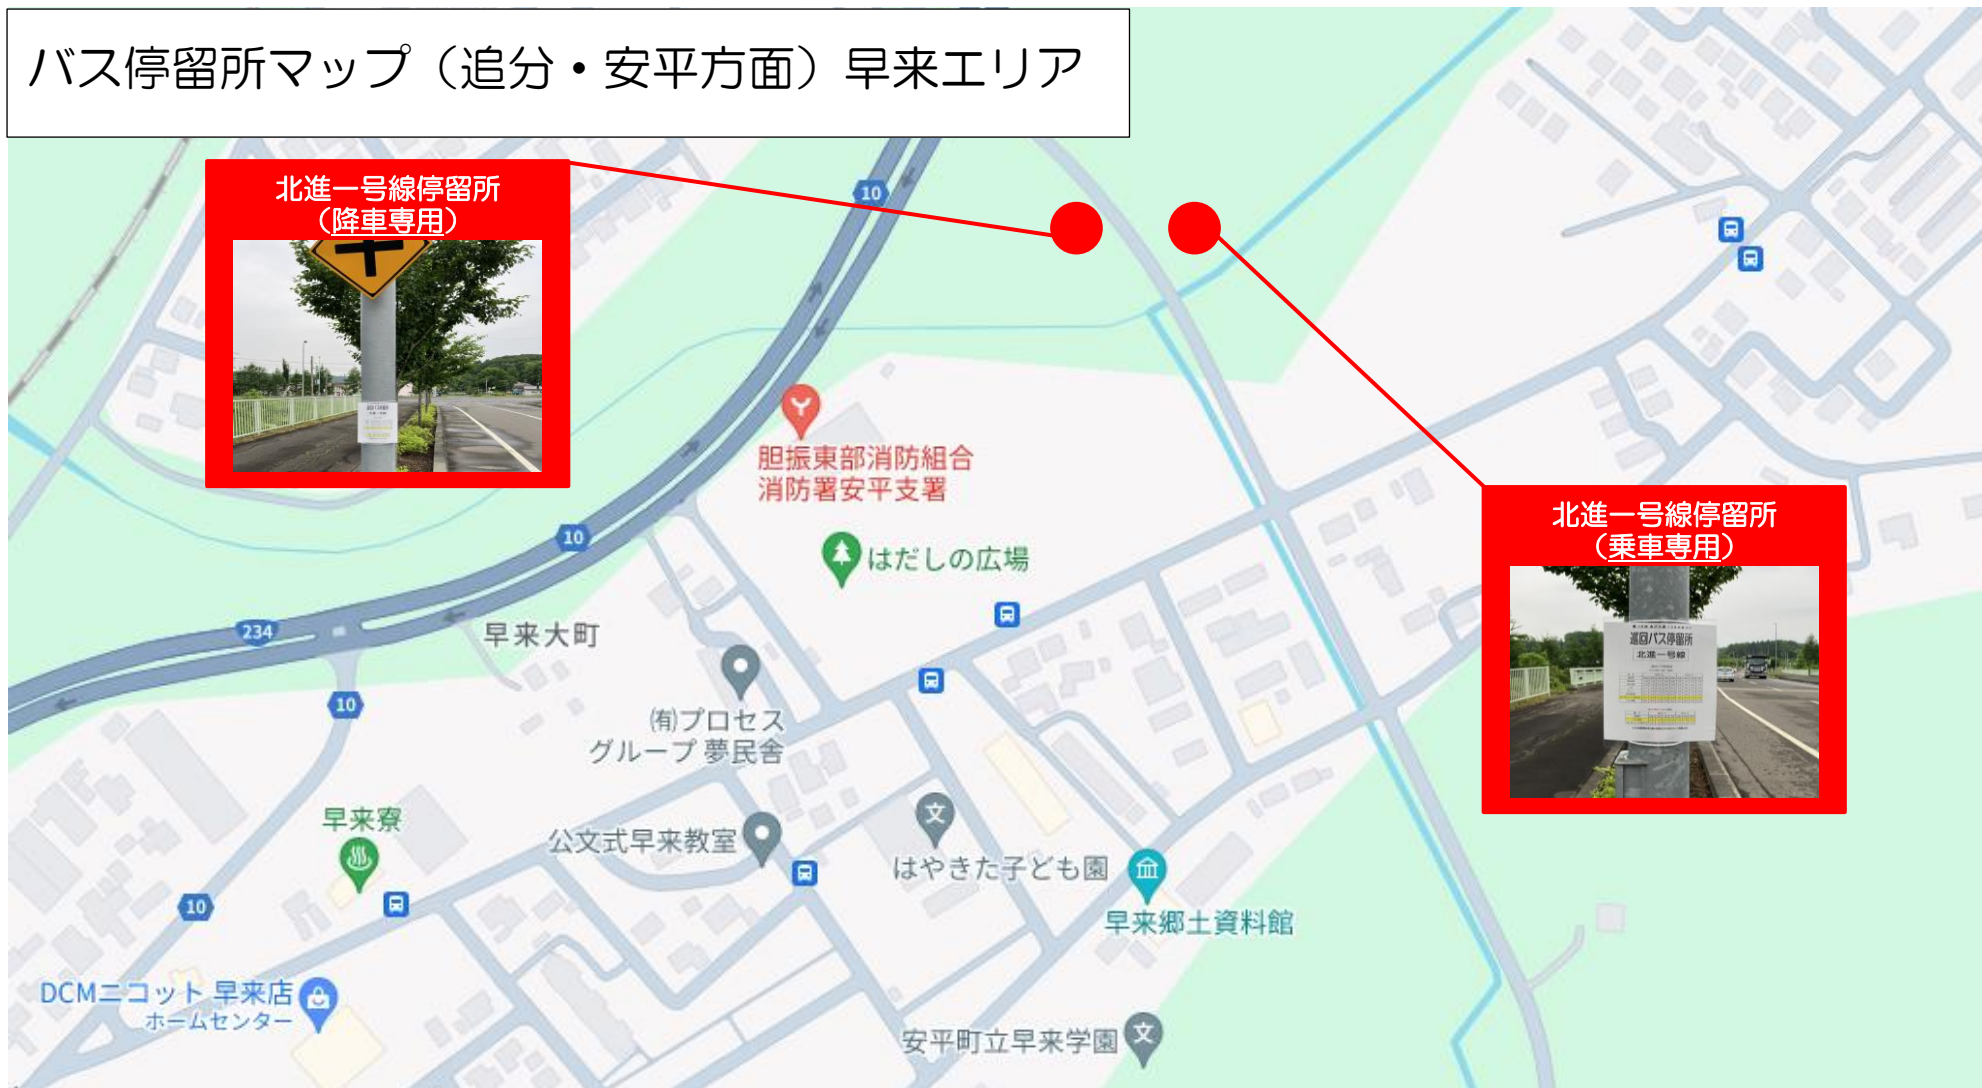 バス停留所マップ（追分・安平方面）早来エリア
北進一号線停留所
（降車専用）
10
胆振東部消防組合
消防署安平支署
はだしの広場
10
234
早来大町
10
北進一号線停留所
（乗車専用）
巡回バス停留所
北進一号線
㈲プロセス
グループ 夢民舎
早来寮
公文式早来教室
文
はやきた子ども園
早来郷土資料館
10
DCMニコット 早来店
ホームセンター
安平町立早来学園
文